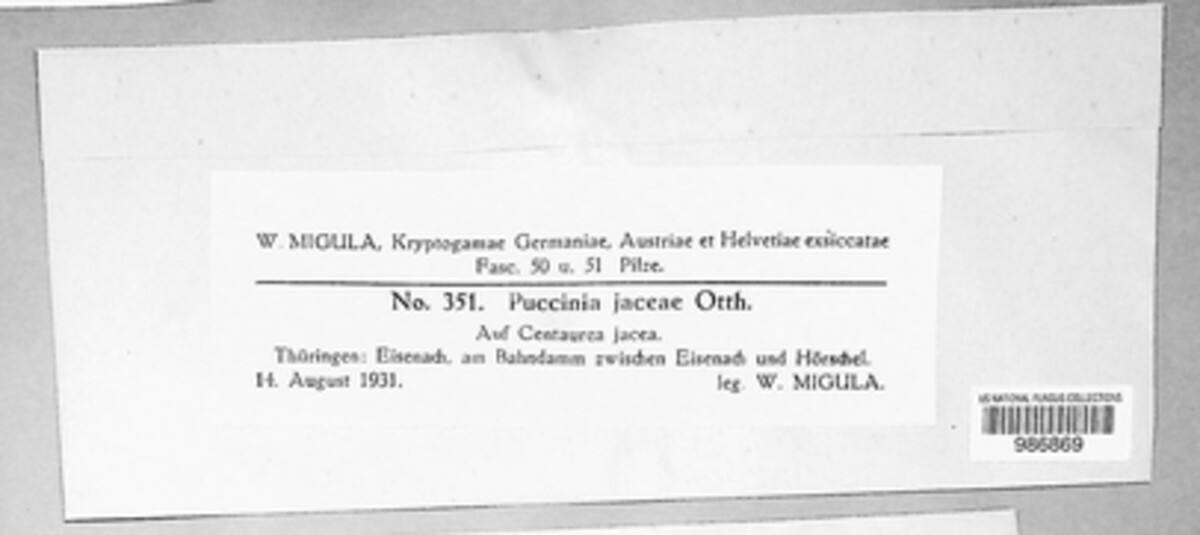 W. MIGULA, Kryptogamae Germaniae, Austriae et Helvetiae exsiccatae
Fasc. 50 u. 51 Pilze.
No. 351. Puccinia jaceae Otth.
Auf Centaurea jacea.
Thüringen: Eisenach, am Bahndamm zwischen Eisenach und Hörschel.
14. August 1931. leg. W. MIGULA.
US NATIONAL FUNGUS COLLECTIONS
986869